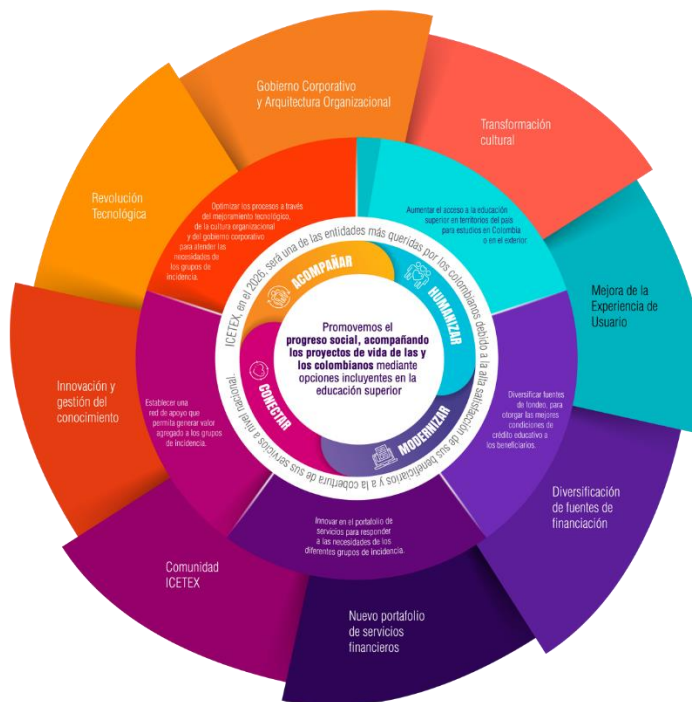 Gobierno Corporativo
y Arquitectura Organizacional
Transformación
cultural
Mejora de la
Experiencia de
Usuario
Diversificación
de fuentes de
financiación
Nuevo portafolio
de servicios
financieros
Comunidad
ICETEX
Innovación y
gestión del
conocimiento
Revolución
Tecnológica
Optimizar los procesos a través
del mejoramiento tecnológico,
de la cultura organizacional
y del gobierno corporativo
para atender las
necesidades de
los grupos de
incidencia.
Aumentar el acceso a la educación
superior en territorios del país
para estudios en Colombia
o en el exterior.
Diversificar fuentes
de fondeo, para
otorgar las mejores
condiciones de
crédito educativo a
los beneficiarios.
Innovar en el portafolio de
servicios para responder
a las necesidades de los
diferentes grupos de incidencia.
Establecer una
red de apoyo que
permita generar valor
agregado a los grupos
de incidencia.
ICETEX, en el 2026, será una de las entidades más queridas por los colombianos debido a la alta satisfacción de sus beneficiarios y a la cobertura de sus servicios a nivel nacional.
ACOMPAÑAR
HUMANIZAR
MODERNIZAR
CONECTAR
Promovemos el
progreso social, acompañando
los proyectos de vida de las y
los colombianos mediante
opciones incluyentes en la
educación superior